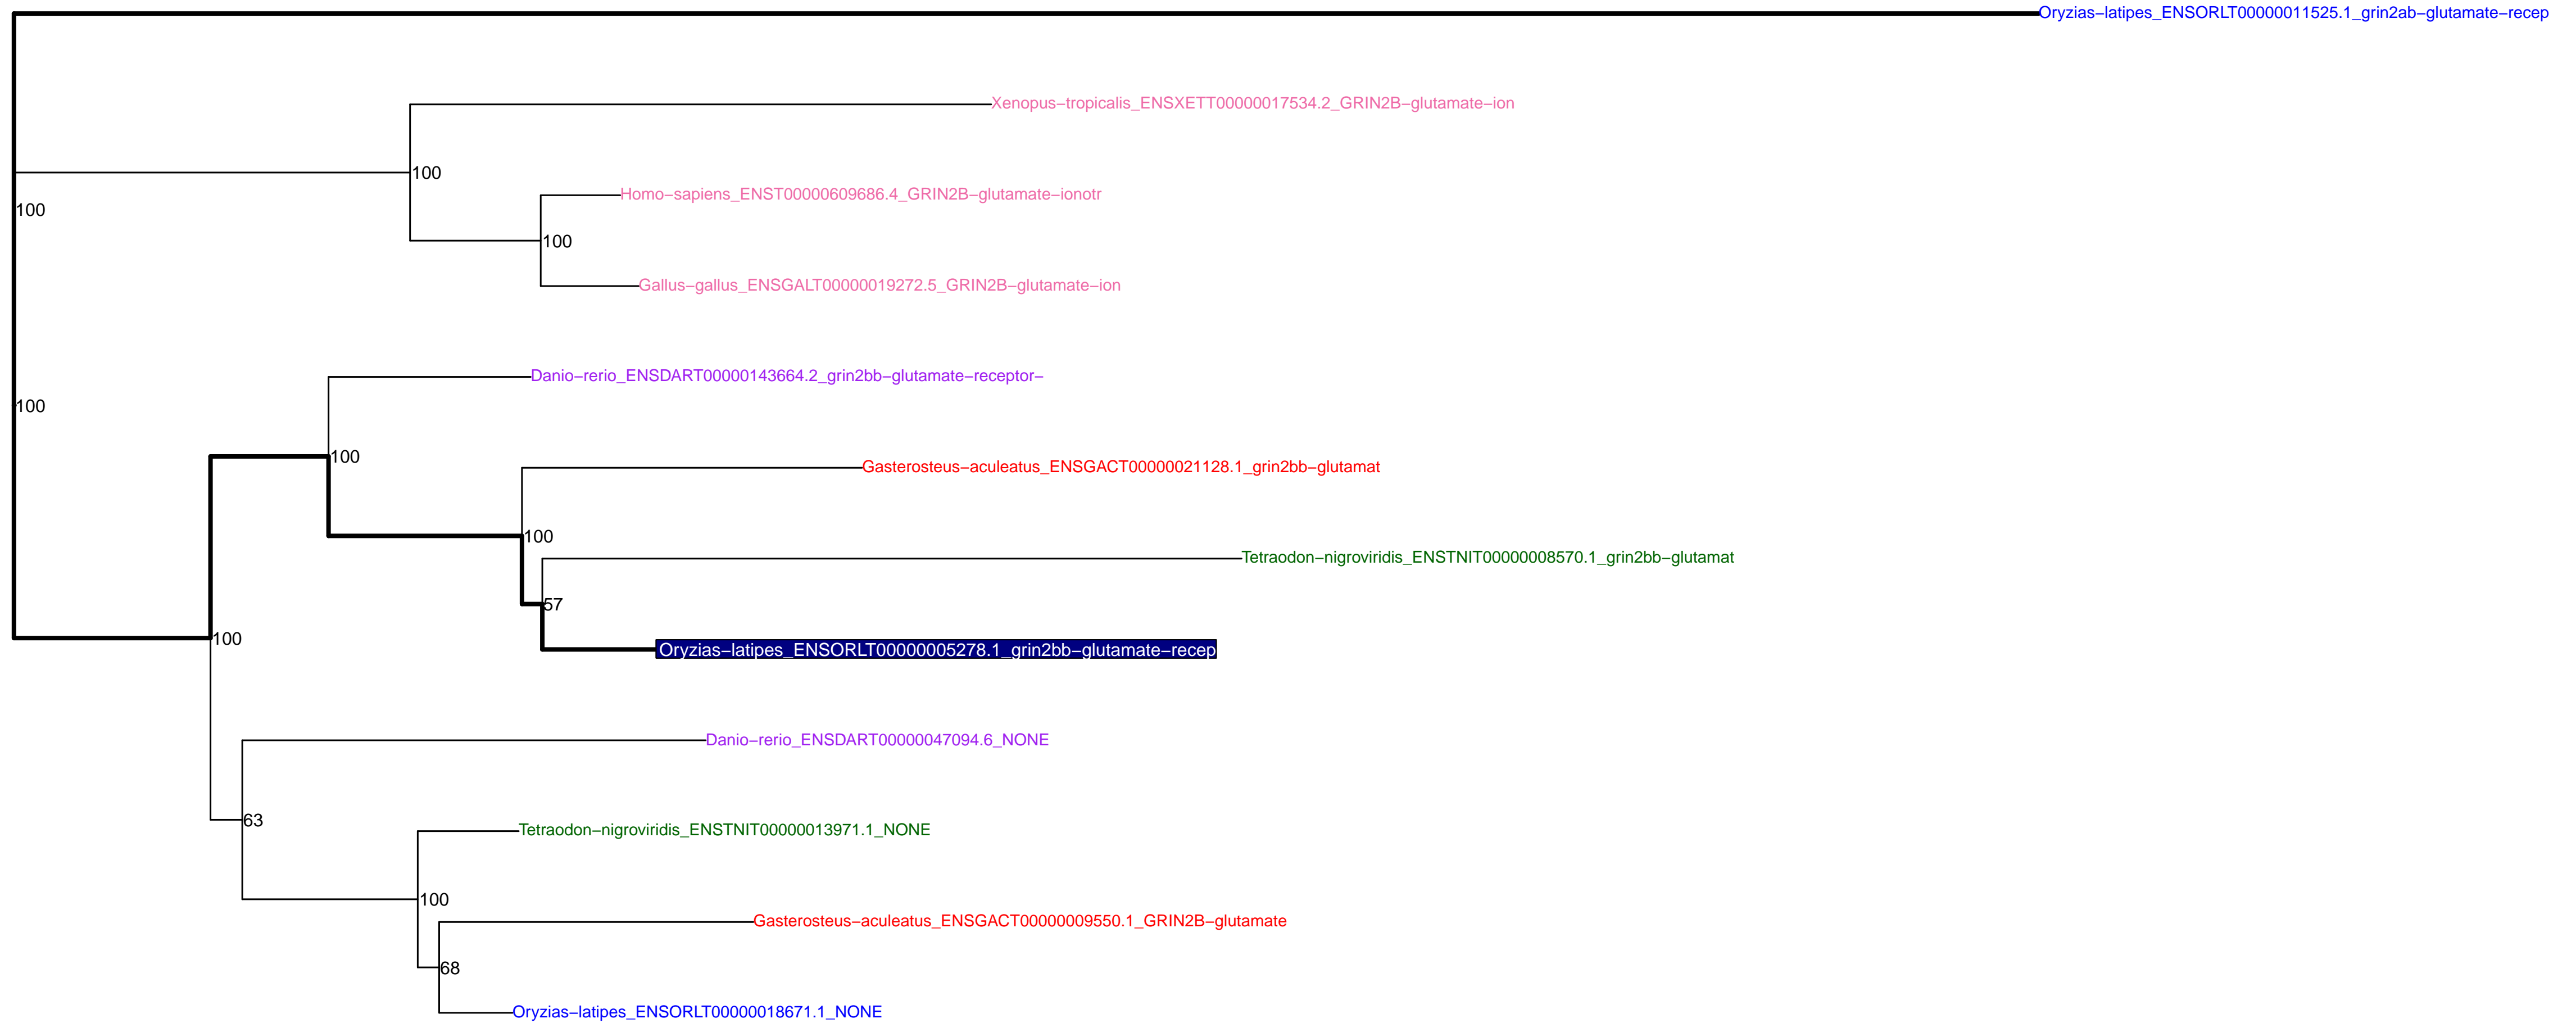 Oryzias−latipes_ENSORLT00000011525.1_grin2ab−glutamate−recep
Xenopus−tropicalis_ENSXETT00000017534.2_GRIN2B−glutamate−ion
100
Homo−sapiens_ENST00000609686.4_GRIN2B−glutamate−ionotr
100
100
Gallus−gallus_ENSGALT00000019272.5_GRIN2B−glutamate−ion
Danio−rerio_ENSDART00000143664.2_grin2bb−glutamate−receptor−
100
100
Gasterosteus−aculeatus_ENSGACT00000021128.1_grin2bb−glutamat
100
Tetraodon−nigroviridis_ENSTNIT00000008570.1_grin2bb−glutamat
57
100
Oryzias−latipes_ENSORLT00000005278.1_grin2bb−glutamate−recep
Danio−rerio_ENSDART00000047094.6_NONE
63
Tetraodon−nigroviridis_ENSTNIT00000013971.1_NONE
100
Gasterosteus−aculeatus_ENSGACT00000009550.1_GRIN2B−glutamate
68
Oryzias−latipes_ENSORLT00000018671.1_NONE